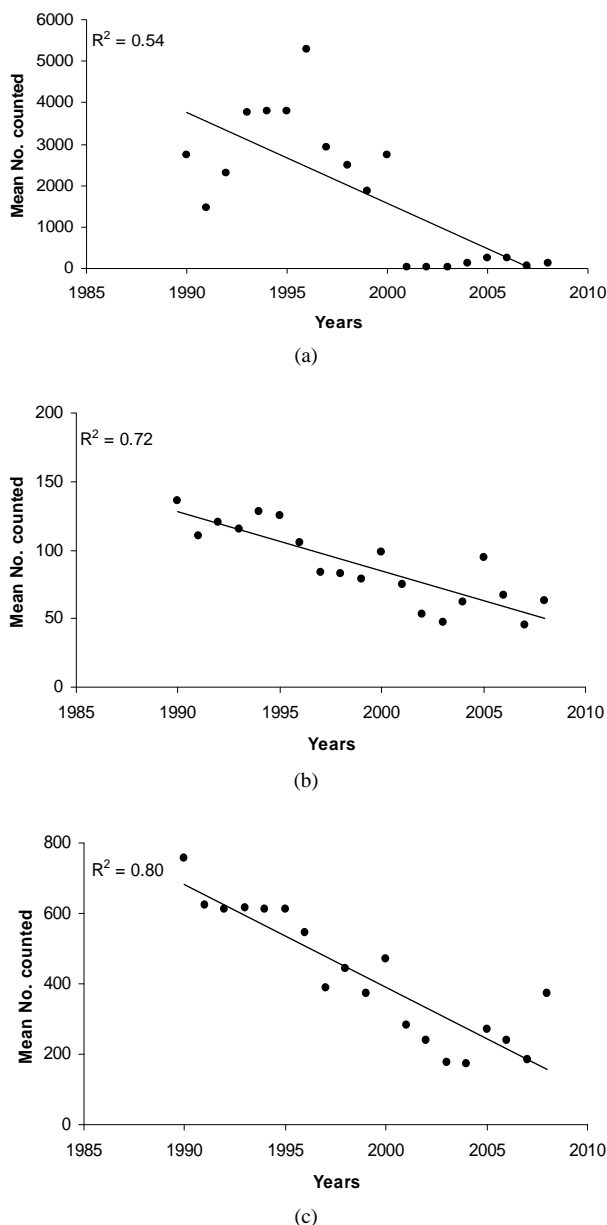 R² = 0.54
6000
5000
4000
3000
2000
1000
0
Mean No. counted
1985 1990 1995 2000 2005 2010
Years
(a)
R² = 0.72
200
150
100
50
0
Mean No. counted
1985 1990 1995 2000 2005 2010
Years
(b)
R² = 0.80
800
600
400
200
0
Mean No. counted
1985 1990 1995 2000 2005 2010
Years
(c)